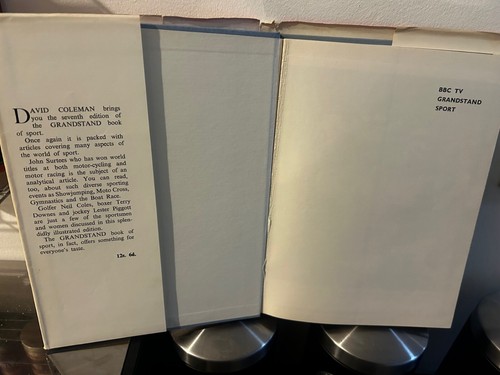 DAVID COLEMAN brings
you the seventh edition of
the GRANDSTAND book
of sport.
Once again it is packed with
articles covering many aspects of
the world of sport.
John Surtees who has won world
titles at both motor-cycling and
motor racing is the subject of an
analytical article. You can read,
too, about such diverse sporting
events as Showjumping, Moto Cross,
Gymnastics and the Boat Race.
Golfer Neil Coles, boxer Terry
Downes and jockey Lester Piggott
are just a few of the sportsmen
and women discussed in this splen-
didly illustrated edition.
The GRANDSTAND book of
sport, in fact, offers something for
everyone's taste.
12s. 6d.
BBC TV
GRANDSTAND
SPORT